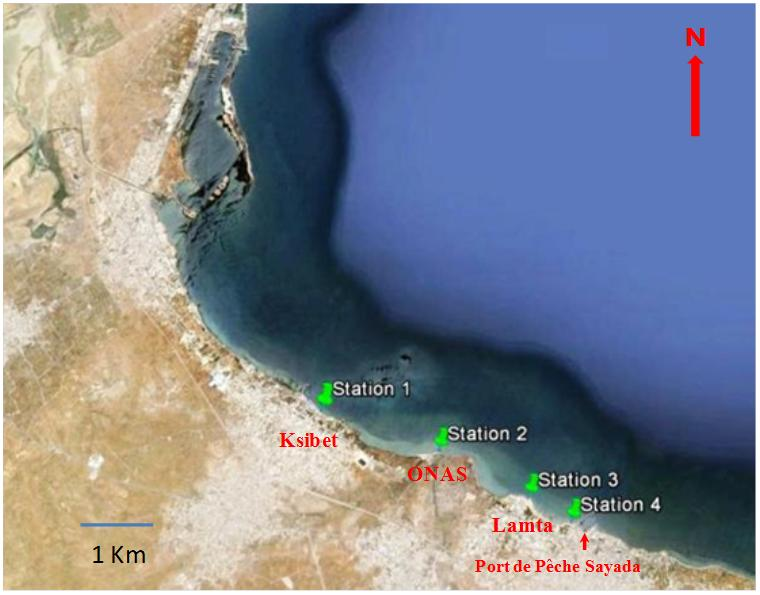 N
Station 1
Ksibet
Station 2
ONAS
Station 3
Station 4
Lamta
1 Km
Port de Pêche Sayada